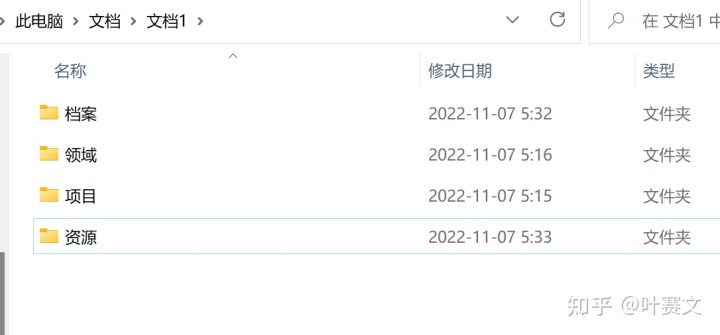 此电脑 > 文档 > 文档1 >
在 文档1 中
名称 修改日期 类型
档案 2022-11-07 5:32 文件夹
领域 2022-11-07 5:16 文件夹
项目 2022-11-07 5:15 文件夹
资源 2022-11-07 5:33 文件夹
知乎 @叶赛文